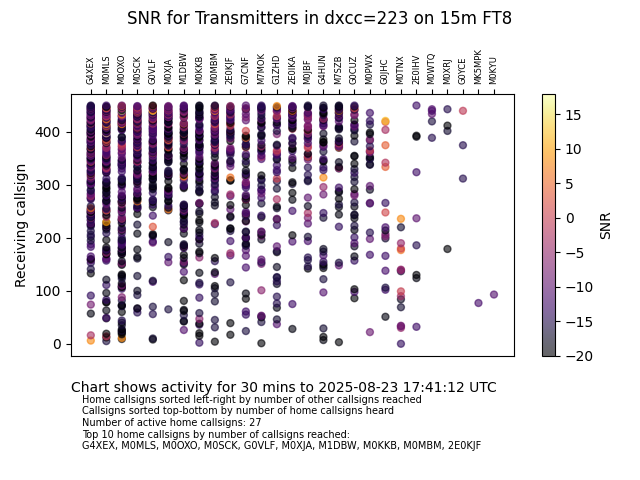 SNR for Transmitters in dxcc=223 on 15m FT8
G4XEX M0MLS M0OXO M0SCK G0VLF M0XJA M1DBW M0KKB M0MBM 2E0KJF G7CNF M7MOK G1ZHD 2E0IKA M0JBF G4HUN M7SZB G0CUZ M0PWX G0JHC M0TNX 2E0IHV M0WTQ M0XRJ G0YCE MK5MPK M0KYU
Receiving callsign
400
300
200
100
0
15
10
5
0
−5
−10
−15
−20
SNR
Chart shows activity for 30 mins to 2025-08-23 17:41:12 UTC
Home callsigns sorted left-right by number of other callsigns reached
Callsigns sorted top-bottom by number of home callsigns heard
Number of active home callsigns: 27
Top 10 home callsigns by number of callsigns reached:
G4XEX, M0MLS, M0OXO, M0SCK, G0VLF, M0XJA, M1DBW, M0KKB, M0MBM, 2E0KJF